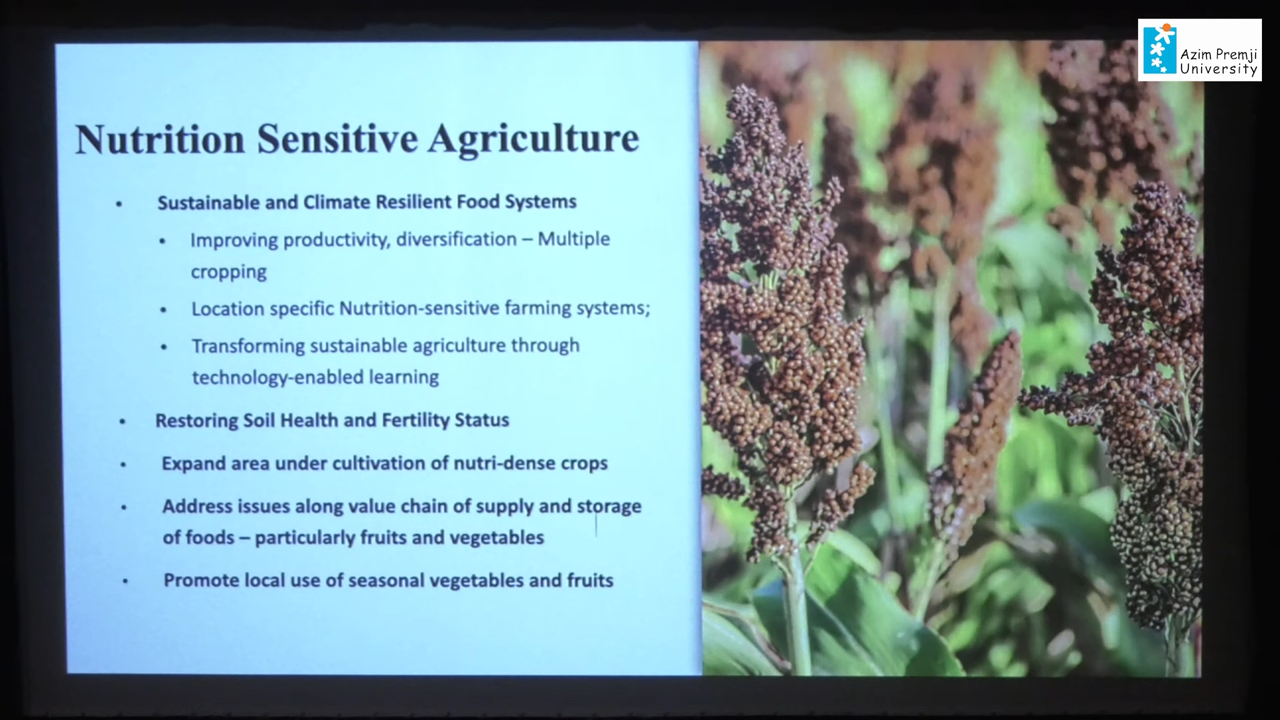 Azim Premji
University
Nutrition Sensitive Agriculture
• Sustainable and Climate Resilient Food Systems
• Improving productivity, diversification – Multiple
cropping
• Location specific Nutrition-sensitive farming systems;
• Transforming sustainable agriculture through
technology-enabled learning
• Restoring Soil Health and Fertility Status
• Expand area under cultivation of nutri-dense crops
• Address issues along value chain of supply and storage
of foods – particularly fruits and vegetables
• Promote local use of seasonal vegetables and fruits